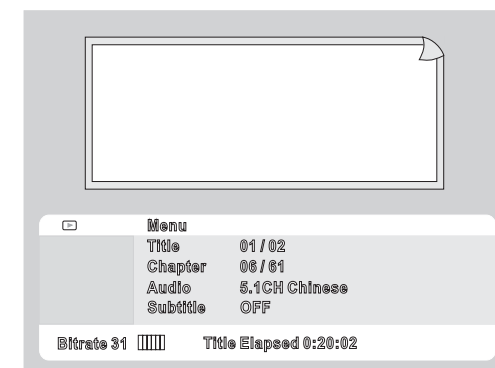 Menu
Title 01 / 02
Chapter 06 / 61
Audio 5.1CH Chinese
Subtitle OFF
Bitrate 31 Title Elapsed 0:20:02